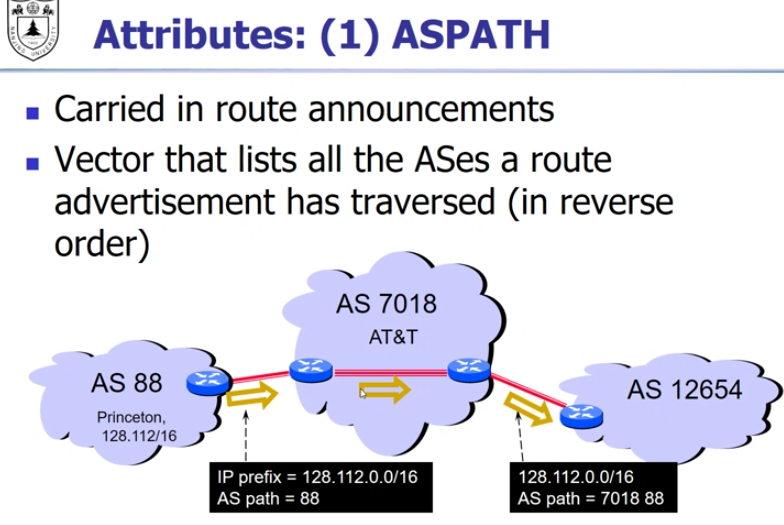 Attributes: (1) ASPATH
Carried in route announcements
Vector that lists all the ASes a route
advertisement has traversed (in reverse
order)
AS 7018
AT&T
AS 88
Princeton,
128.112/16
AS 12654
IP prefix = 128.112.0.0/16
AS path = 88
128.112.0.0/16
AS path = 7018 88